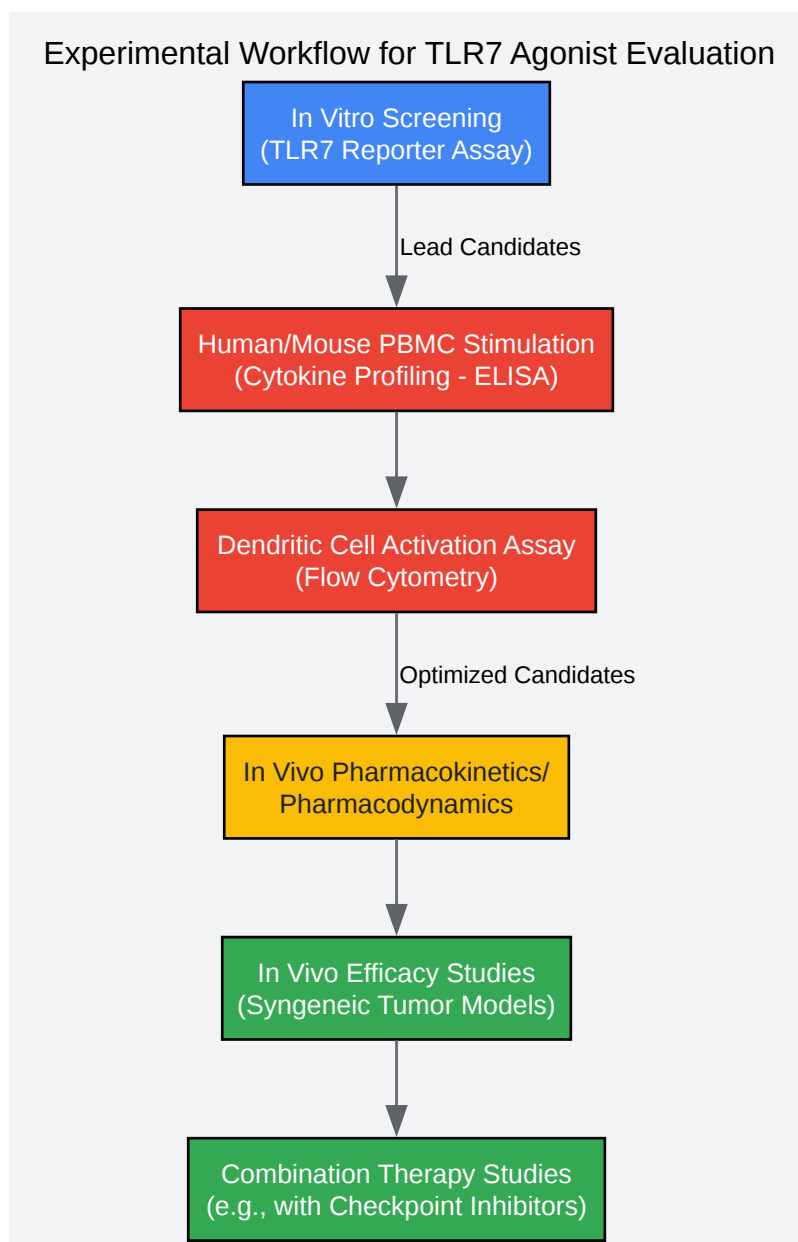 Experimental Workflow for TLR7 Agonist Evaluation
In Vitro Screening
(TLR7 Reporter Assay)
Lead Candidates
Human/Mouse PBMC Stimulation
(Cytokine Profiling - ELISA)
Dendritic Cell Activation Assay
(Flow Cytometry)
Optimized Candidates
In Vivo Pharmacokinetics/
Pharmacodynamics
In Vivo Efficacy Studies
(Syngeneic Tumor Models)
Combination Therapy Studies
(e.g., with Checkpoint Inhibitors)